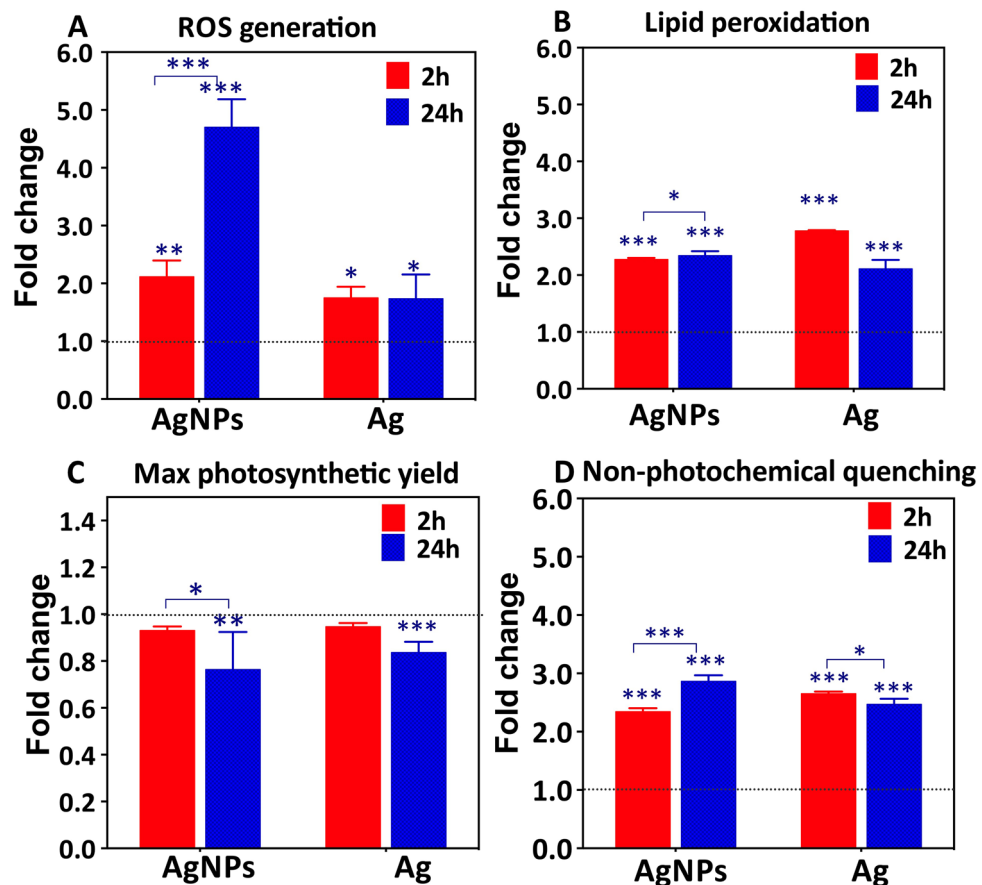 A ROS generation
Fold change
6.0
5.0
4.0
3.0
2.0
1.0
0.0
2h
24h
***
***
**
*
*
AgNPs
Ag
B Lipid peroxidation
Fold change
6.0
5.0
4.0
3.0
2.0
1.0
0.0
2h
24h
*
***
***
***
***
AgNPs
Ag
C Max photosynthetic yield
Fold change
1.4
1.2
1.0
0.8
0.6
0.4
0.2
0.0
2h
24h
*
**
***
AgNPs
Ag
D Non-photochemical quenching
Fold change
6.0
5.0
4.0
3.0
2.0
1.0
0.0
2h
24h
***
***
***
*
***
***
AgNPs
Ag